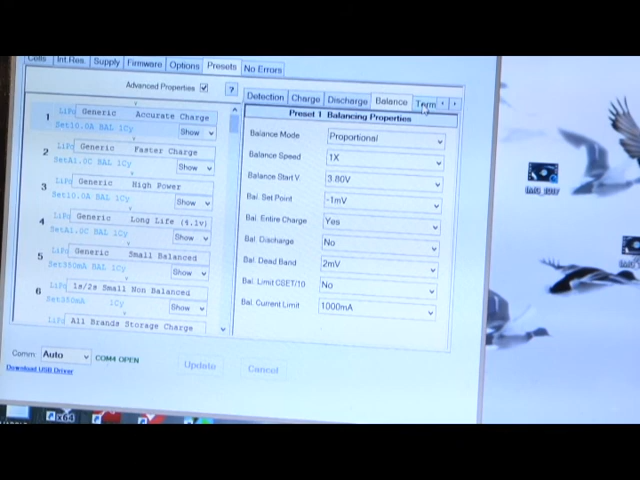 Cells Int.Res. Supply Firmware Options Presets No Errors
Advanced Properties ?
Detection Charge Discharge Balance Term
Preset 1 Balancing Properties
1 LiPo Generic Accurate Charge
Set10.0A BAL 1Cy Show
2 LiPo Generic Faster Charge
SetA1.0C BAL 1Cy Show
3 LiPo Generic High Power
Set10.0A BAL 1Cy Show
4 LiPo Generic Long Life (4.1v)
SetA1.0C BAL 1Cy Show
5 LiPo Generic Small Balanced
Set350mA BAL 1Cy Show
6 LiPo 1s/2s Small Non Balanced
Set350mA 1Cy Show
LiPo All Brands Storage Charge
Balance Mode Proportional
Balance Speed 1X
Balance Start V. 3.80V
Bal. Set Point -1mV
Bal. Entire Charge Yes
Bal. Discharge No
Bal. Dead Band 2mV
Bal. Limit CSET/10 No
Bal. Current Limit 1000mA
Comm: Auto COM4 OPEN
Download USB Driver
Update Cancel
x64